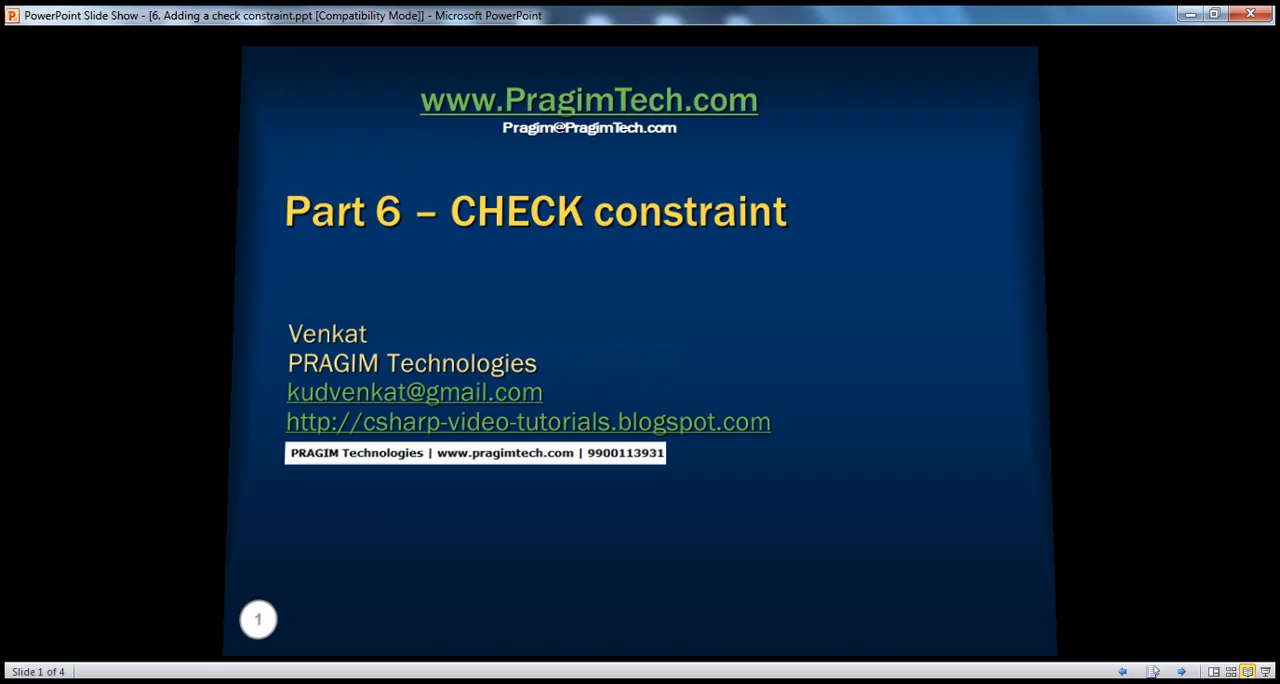 PowerPoint Slide Show - [6. Adding a check constraint.ppt [Compatibility Mode]] - Microsoft PowerPoint
www.PragimTech.com
Pragim@PragimTech.com
Part 6 – CHECK constraint
Venkat
PRAGIM Technologies
kudvenkat@gmail.com
http://csharp-video-tutorials.blogspot.com
PRAGIM Technologies | www.pragimtech.com | 9900113931
1
Slide 1 of 4